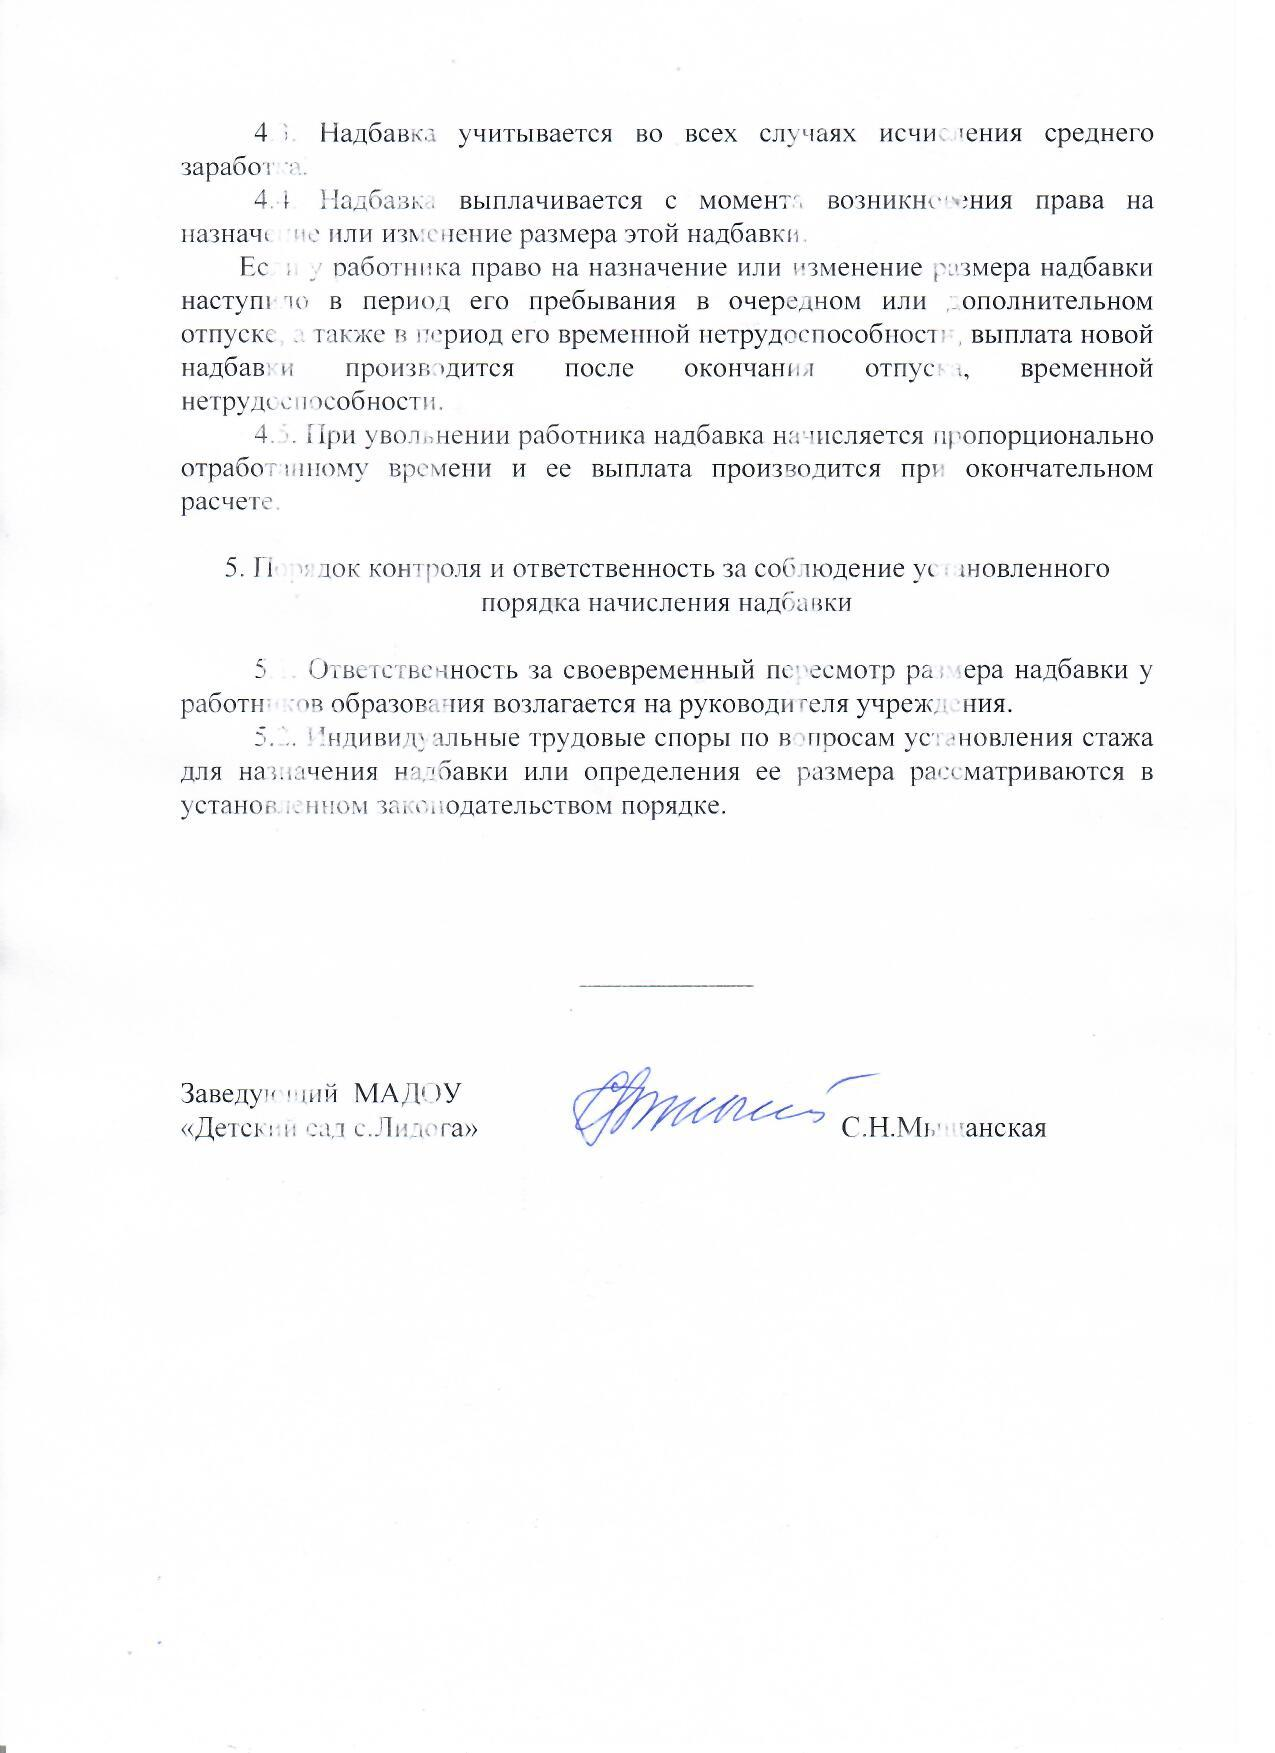 4.3. Надбавка учитывается во всех случаях исчисления среднего
заработка.
4.4. Надбавка выплачивается с момента возникновения права на
назначение или изменение размера этой надбавки.
Если у работника право на назначение или изменение размера надбавки
наступило в период его пребывания в очередном или дополнительном
отпуске, а также в период его временной нетрудоспособности, выплата новой
надбавки производится после окончания отпуска, временной
нетрудоспособности.
4.5. При увольнении работника надбавка начисляется пропорционально
отработанному времени и ее выплата производится при окончательном
расчете.
5. Порядок контроля и ответственность за соблюдение установленного
порядка начисления надбавки
5.1. Ответственность за своевременный пересмотр размера надбавки у
работников образования возлагается на руководителя учреждения.
5.2. Индивидуальные трудовые споры по вопросам установления стажа
для назначения надбавки или определения ее размера рассматриваются в
установленном законодательством порядке.
Заведующий МАДОУ
«Детский сад с.Лидога» С.Н.